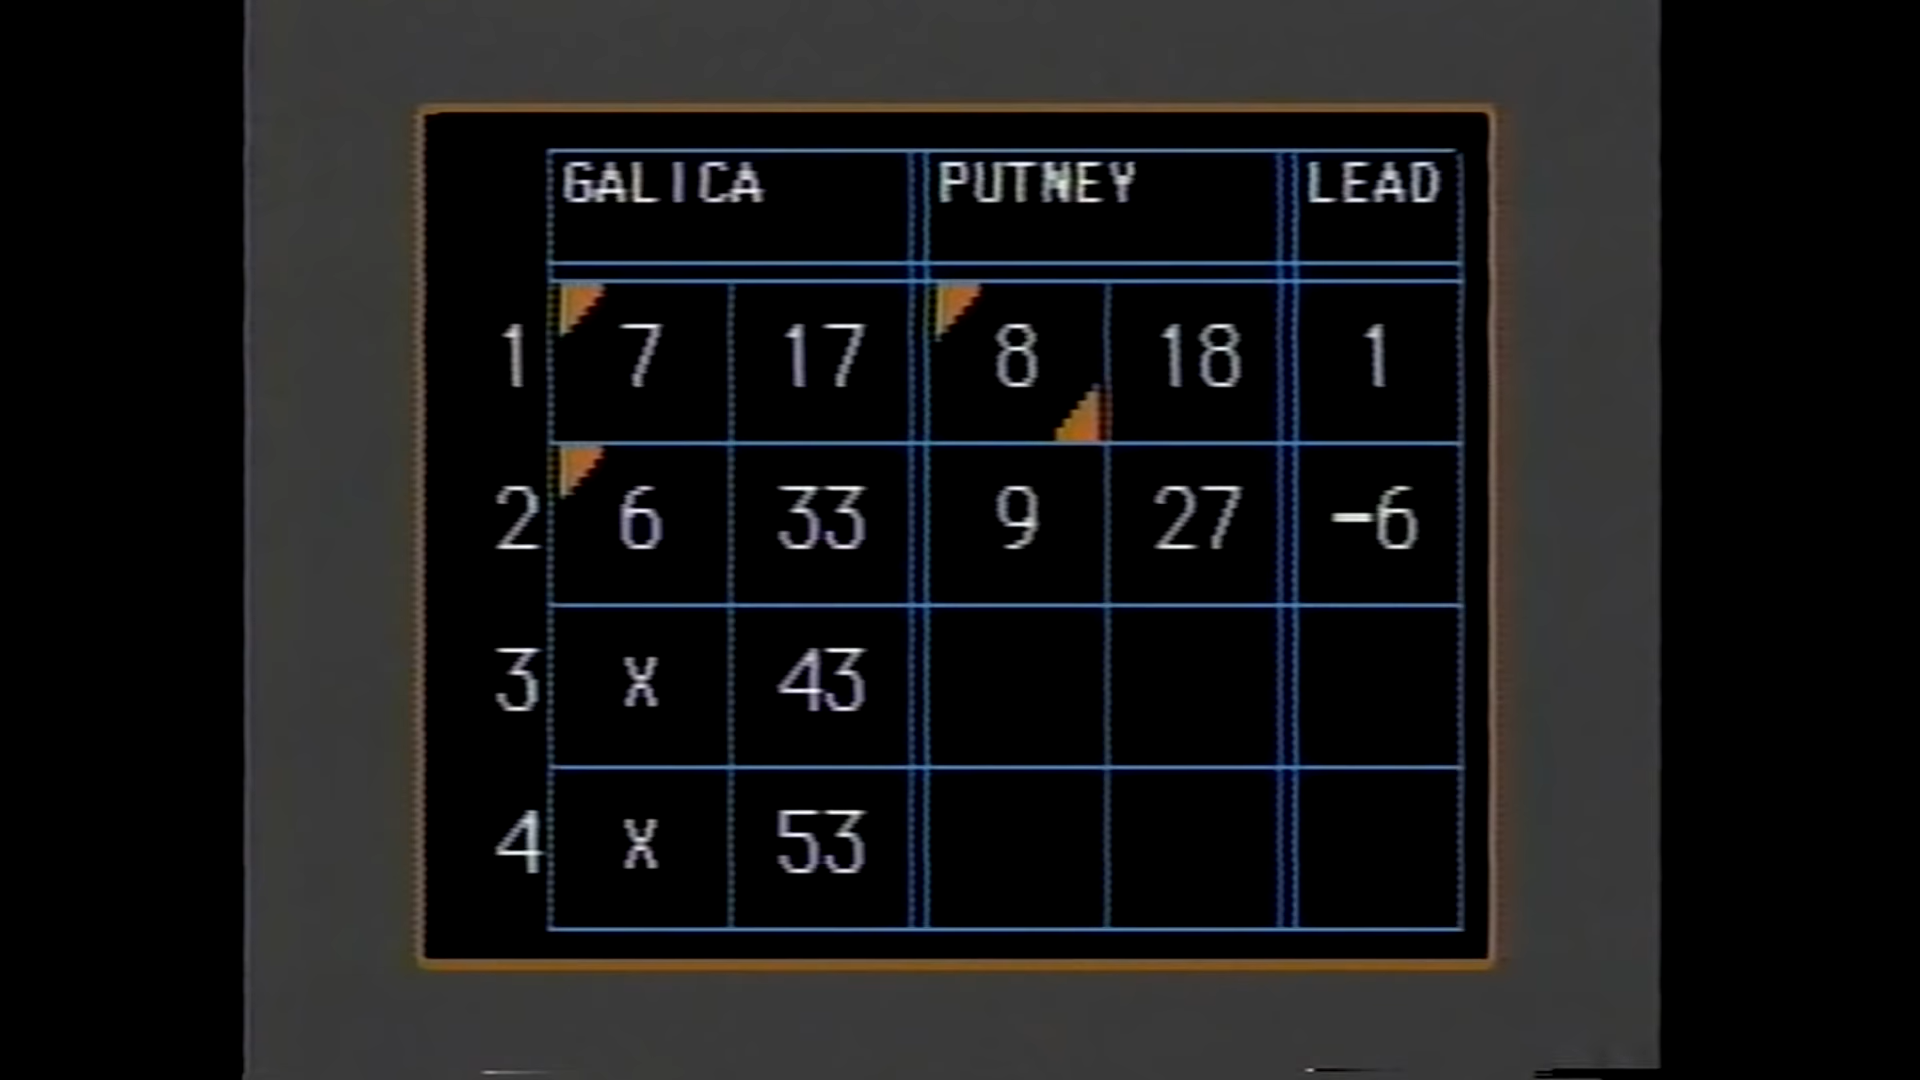 GALICA PUTNEY LEAD
1 7 17 8 18 1
2 6 33 9 27 -6
3 X 43
4 X 53